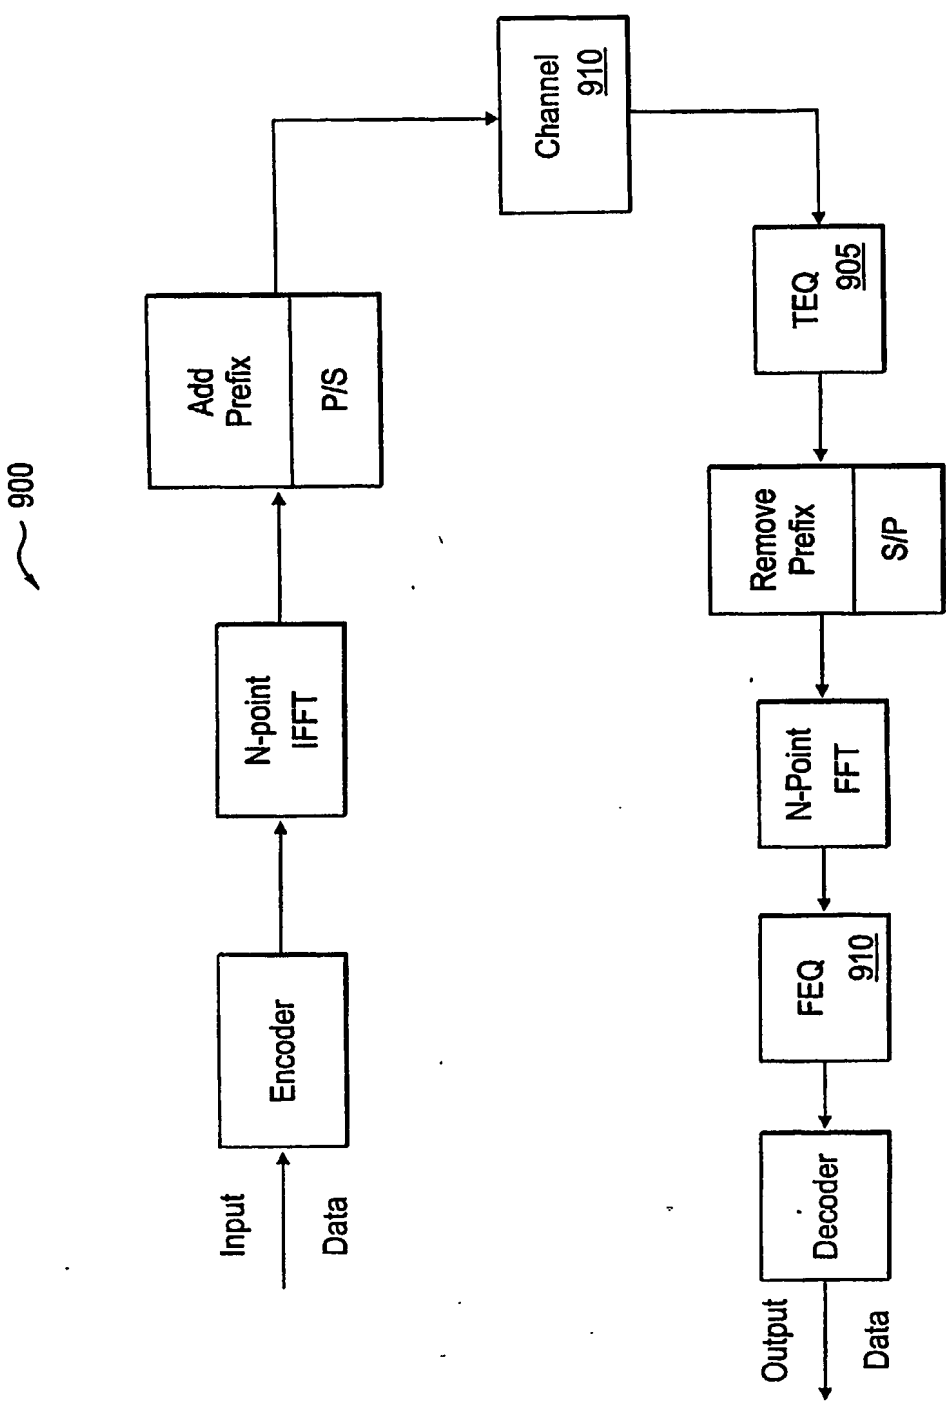 900
Input
Data
Encoder
N-point
IFFT
Add
Prefix
P/S
Channel
910
TEQ
905
Remove
Prefix
S/P
N-Point
FFT
FEQ
910
Decoder
Output
Data